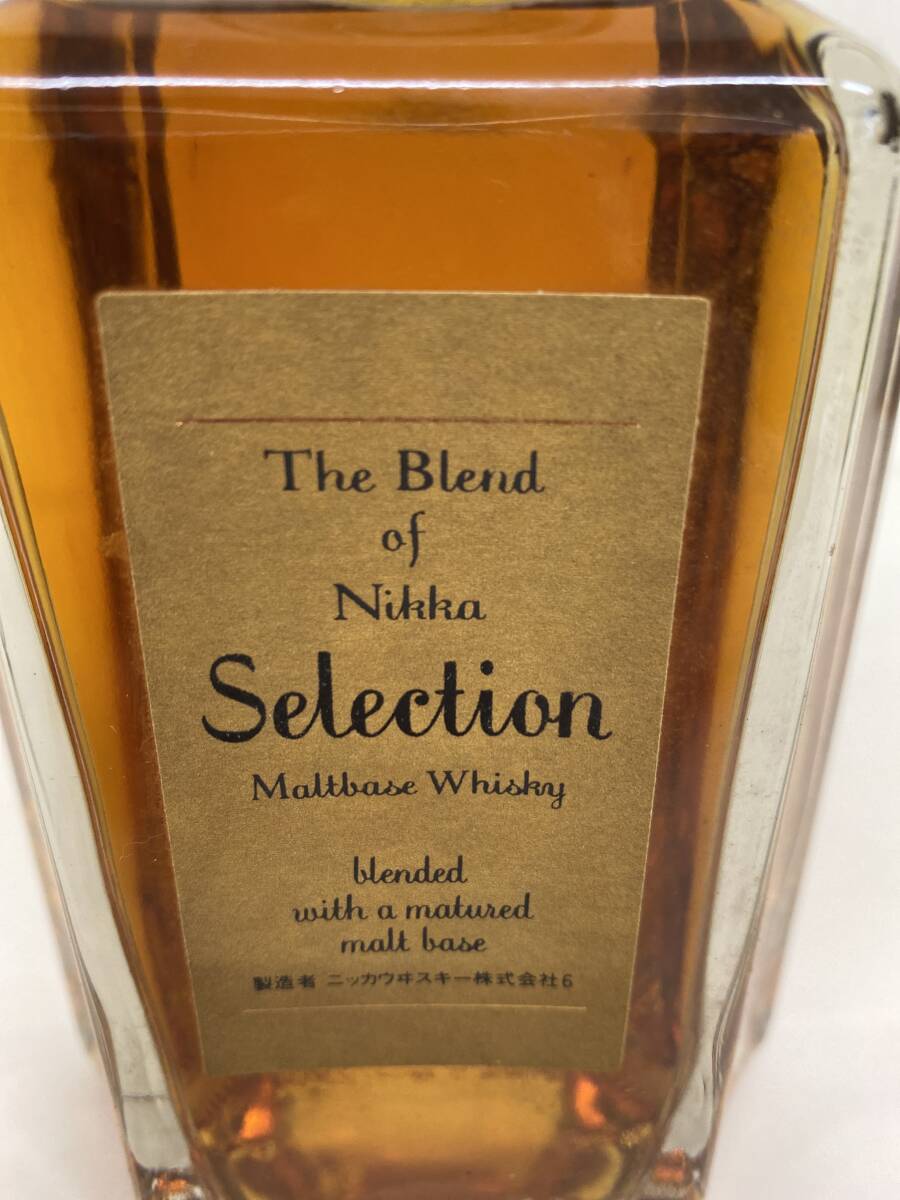 The Blend
of
Nikka
Selection
Maltbase Whisky
blended
with a matured
malt base
製造者 ニッカウヰスキー株式会社6